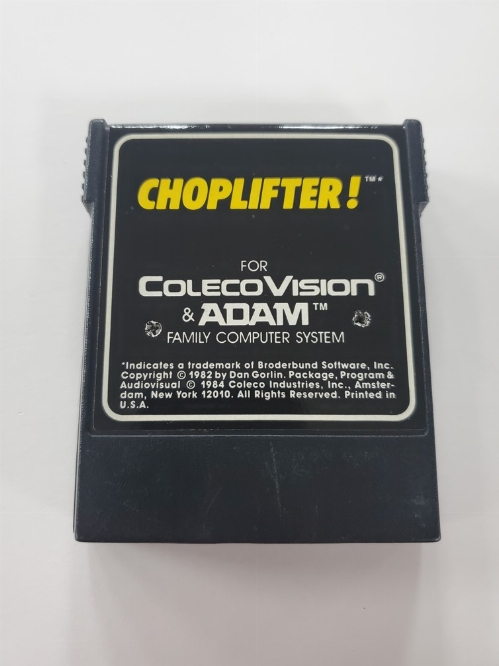 CHOPLIFTER! ™*
FOR
COLECOVISION®
& ADAM™
FAMILY COMPUTER SYSTEM
*Indicates a trademark of Broderbund Software, Inc.
Copyright © 1982 by Dan Gorlin. Package, Program &
Audiovisual © 1984 Coleco Industries, Inc., Amster-
dam, New York 12010. All Rights Reserved. Printed in
U.S.A.